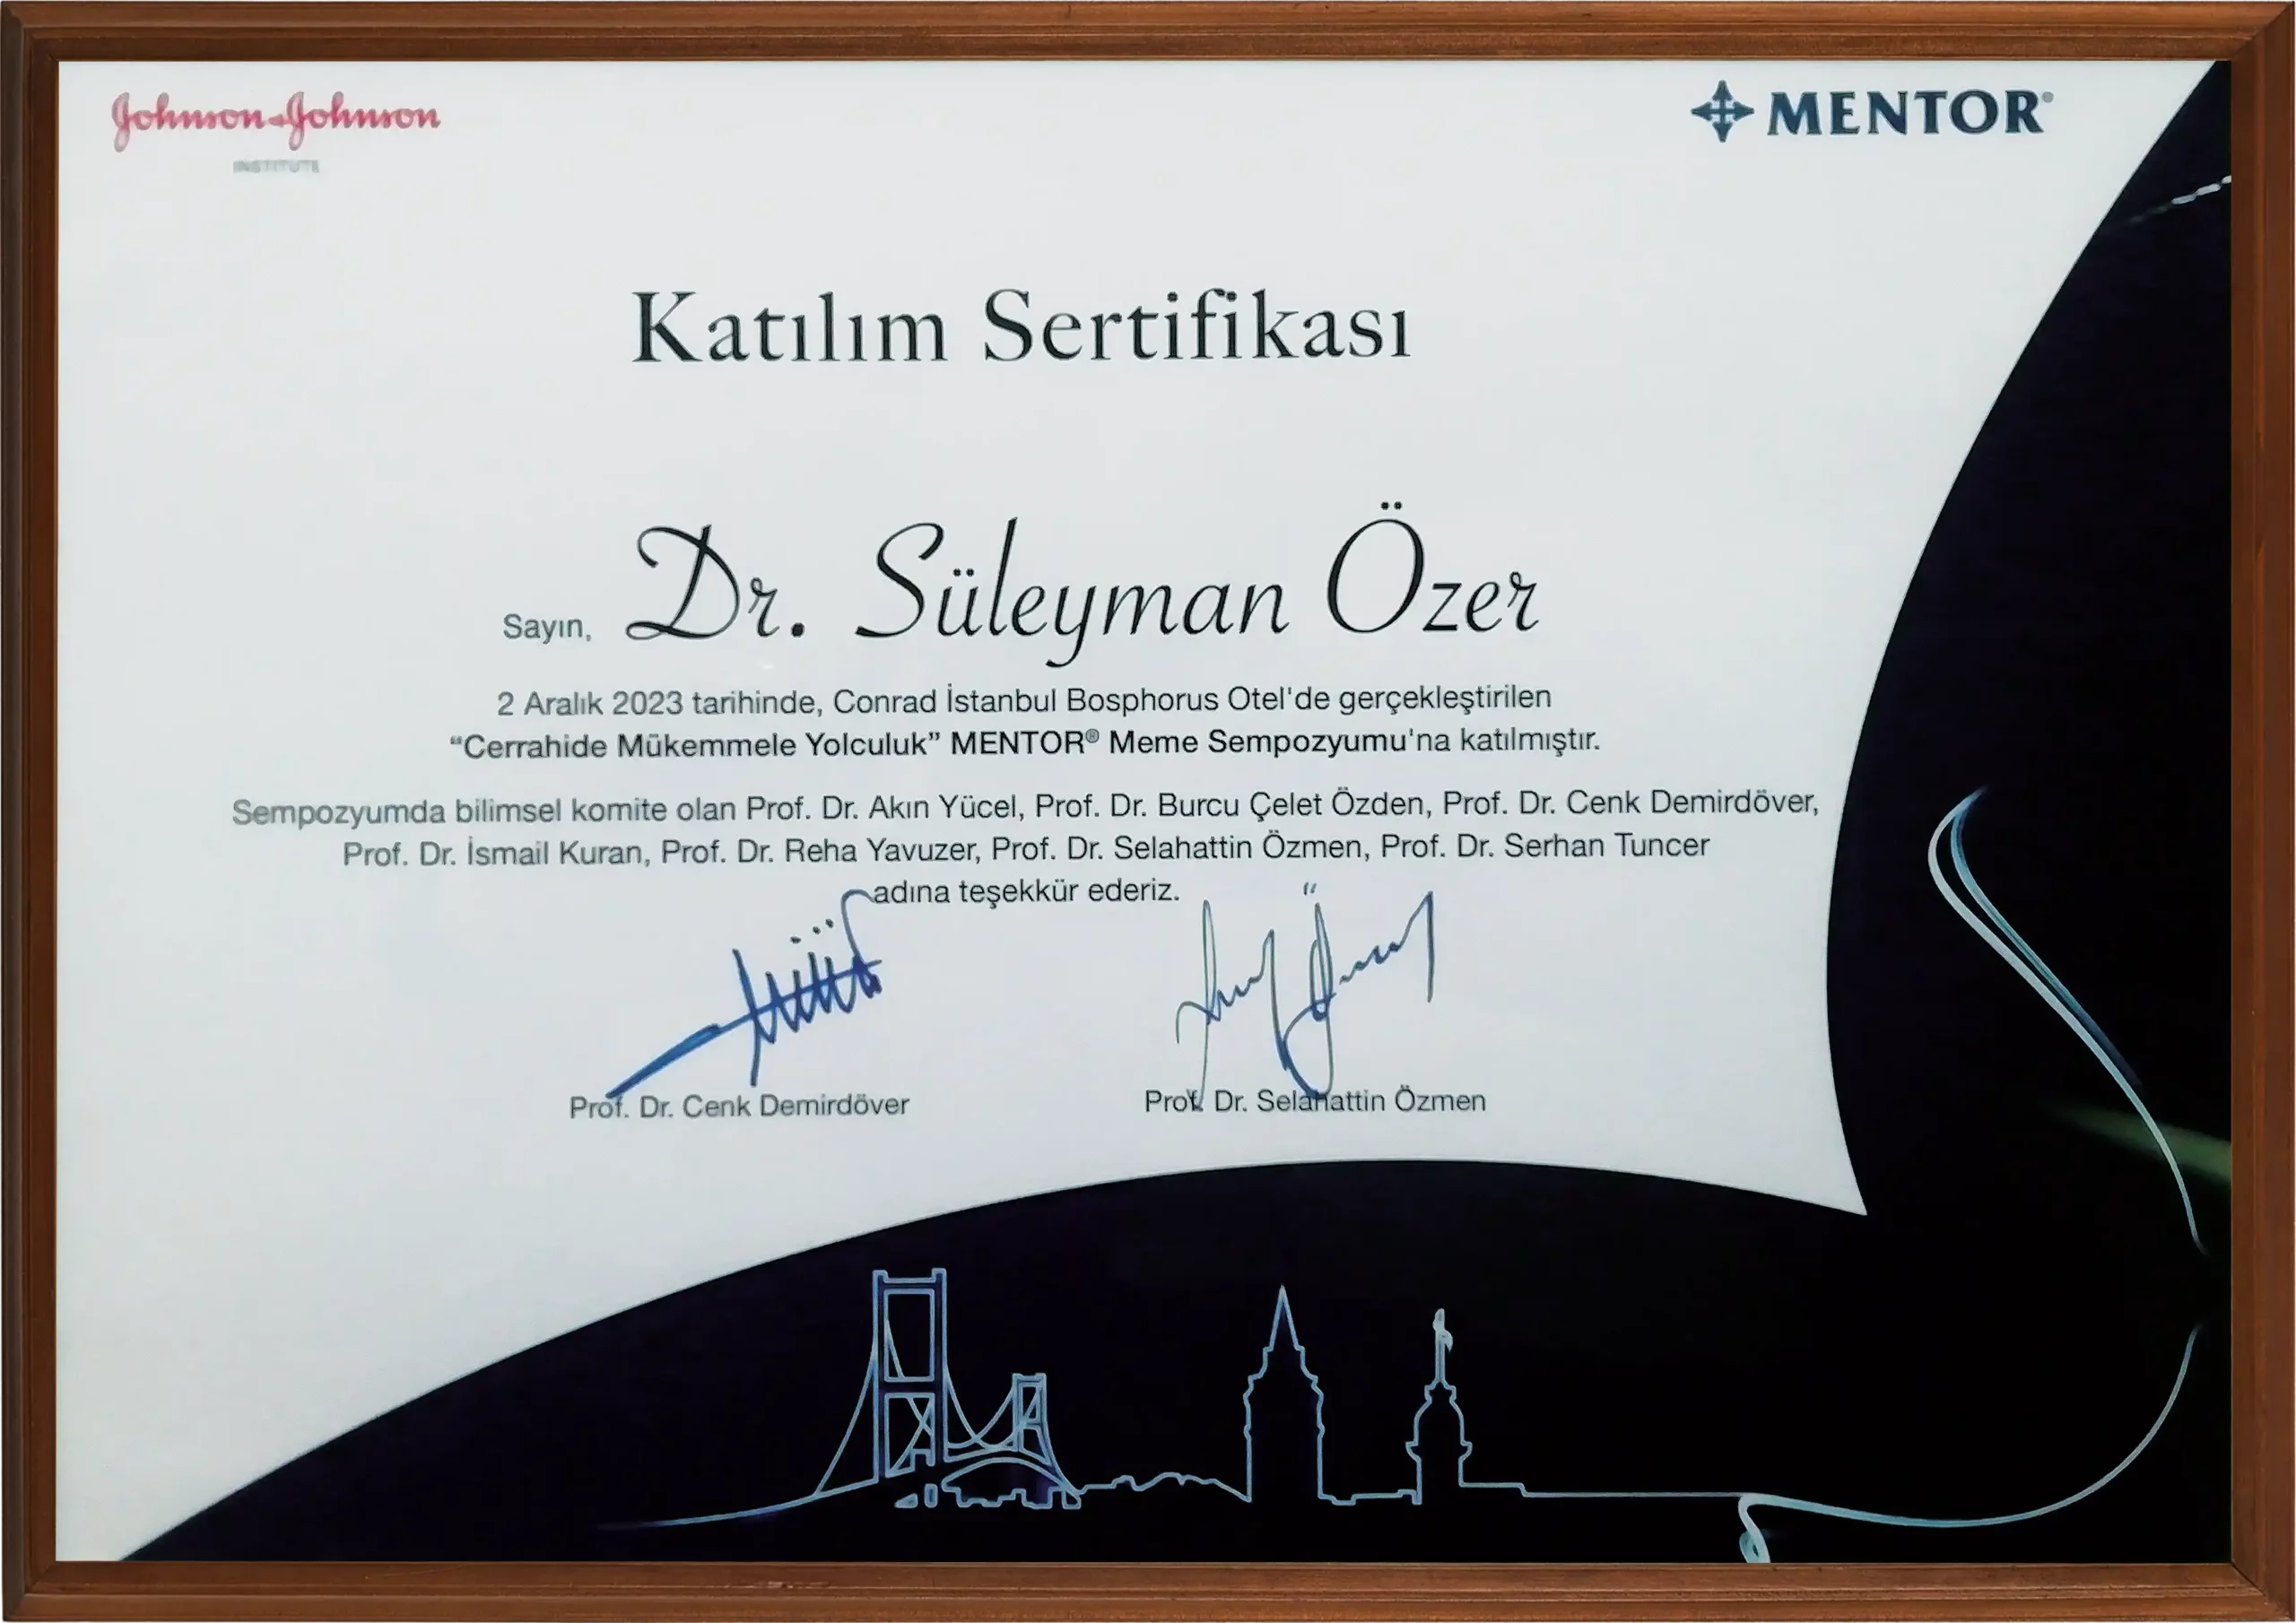 Johnson & Johnson
INSTITUTE
MENTOR®
Katılım Sertifikası
Sayın, Dr. Süleyman Özer
2 Aralık 2023 tarihinde, Conrad İstanbul Bosphorus Otel'de gerçekleştirilen
“Cerrahide Mükemmele Yolculuk” MENTOR® Meme Sempozyumu'na katılmıştır.
Sempozyumda bilimsel komite olan Prof. Dr. Akın Yücel, Prof. Dr. Burcu Çelet Özden, Prof. Dr. Cenk Demirdöver,
Prof. Dr. İsmail Kuran, Prof. Dr. Reha Yavuzer, Prof. Dr. Selahattin Özmen, Prof. Dr. Serhan Tuncer
adına teşekkür ederiz.
Prof. Dr. Cenk Demirdöver
Prof. Dr. Selahattin Özmen